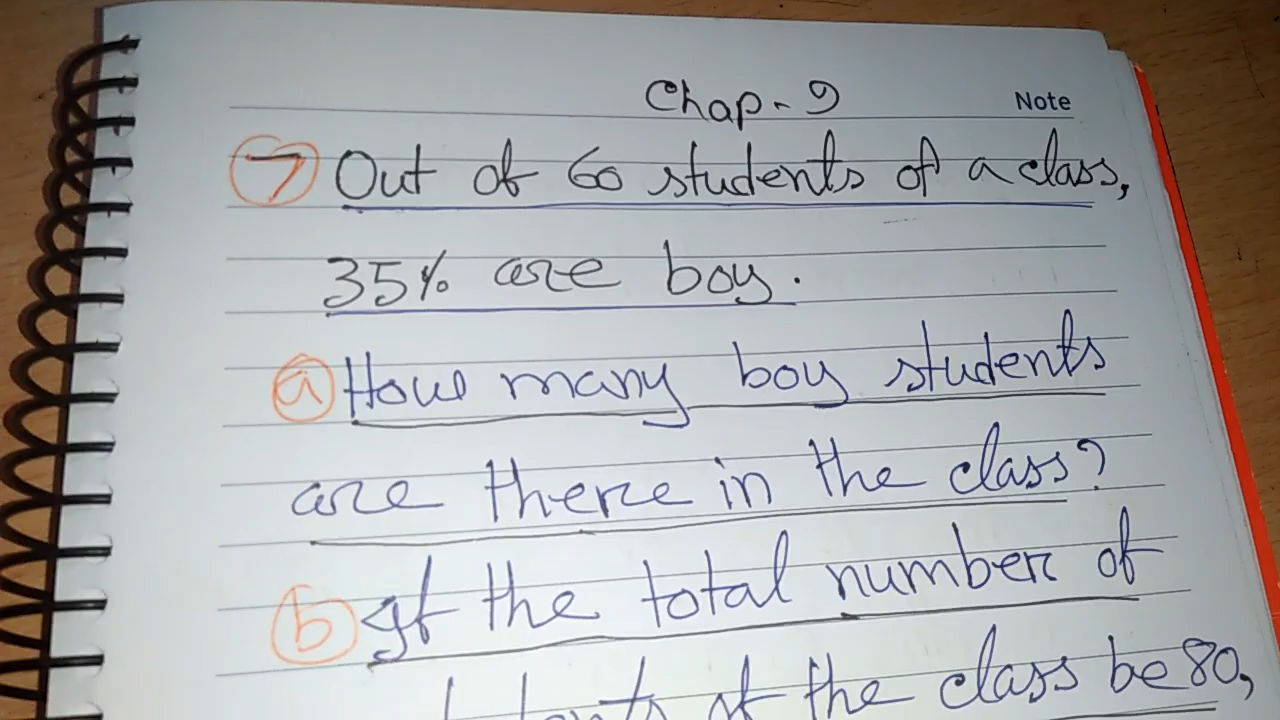 Chap- 9
Note
7 Out of 60 students of a class,
35% are boy.
a How many boy students
are there in the class?
b If the total number of
of the class be 80,